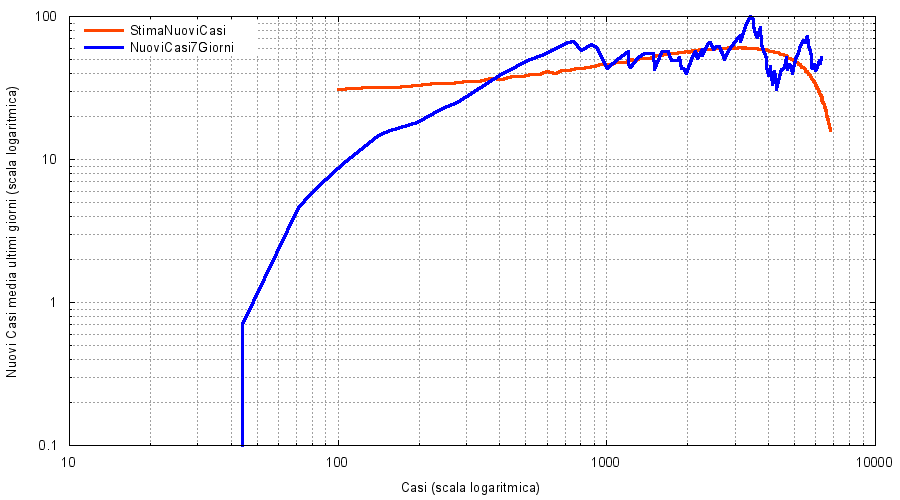 100
10
1
0.1
StimaNuoviCasi
NuoviCasi7Giorni
Nuovi Casi media ultimi giorni (scala logaritmica)
10 100 1000 10000
Casi (scala logaritmica)